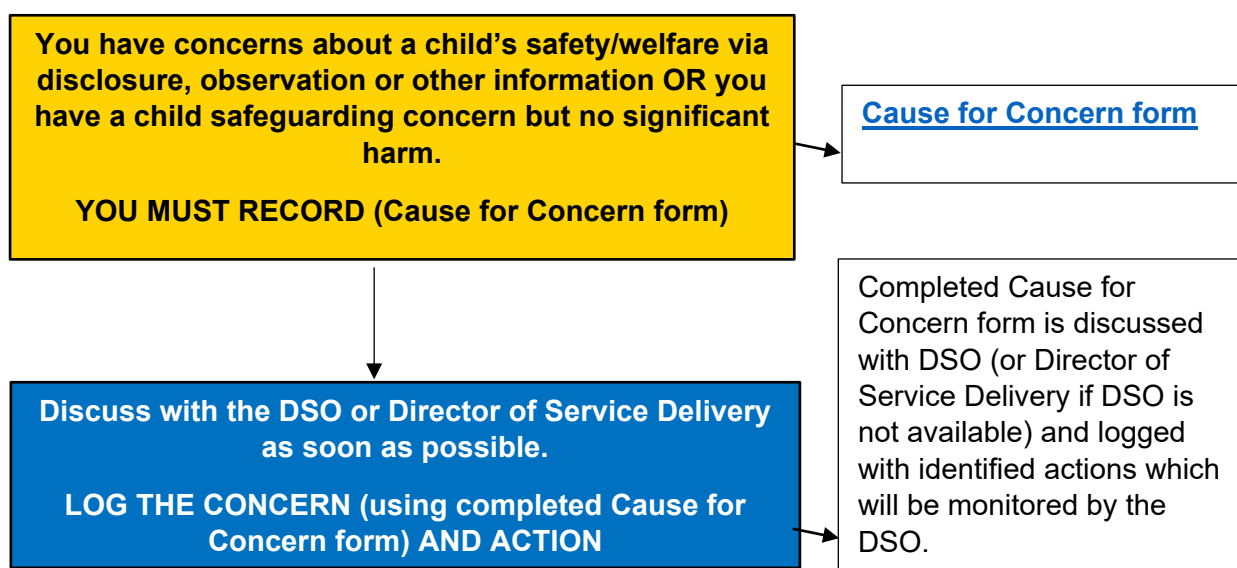 You have concerns about a child’s safety/welfare via
disclosure, observation or other information OR you
have a child safeguarding concern but no significant
harm.
YOU MUST RECORD (Cause for Concern form)
Cause for Concern form
Discuss with the DSO or Director of Service Delivery
as soon as possible.
LOG THE CONCERN (using completed Cause for
Concern form) AND ACTION
Completed Cause for
Concern form is discussed
with DSO (or Director of
Service Delivery if DSO is
not available) and logged
with identified actions which
will be monitored by the
DSO.